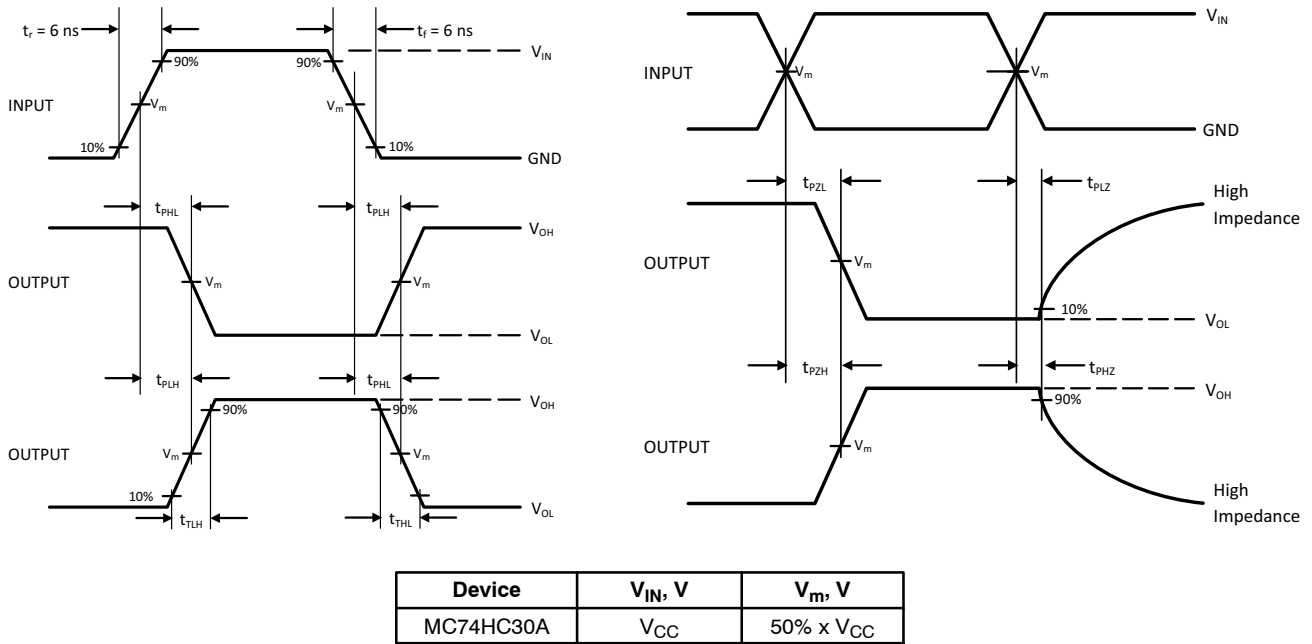 t_r = 6 ns
t_f = 6 ns
V_IN
90%
90%
INPUT
V_m
V_m
10%
10%
GND
t_PHL
t_PLH
V_OH
OUTPUT
V_m
V_m
V_OL
t_PLH
t_PHL
V_OH
90%
90%
OUTPUT
V_m
V_m
10%
V_OL
t_TLH
t_THL
V_IN
INPUT
V_m
V_m
GND
t_PZL
t_PLZ
High
Impedance
OUTPUT
V_m
10%
V_OL
t_PZH
t_PHZ
V_OH
90%
OUTPUT
V_m
High
Impedance
Device V_IN, V V_m, V
MC74HC30A V_CC 50% x V_CC